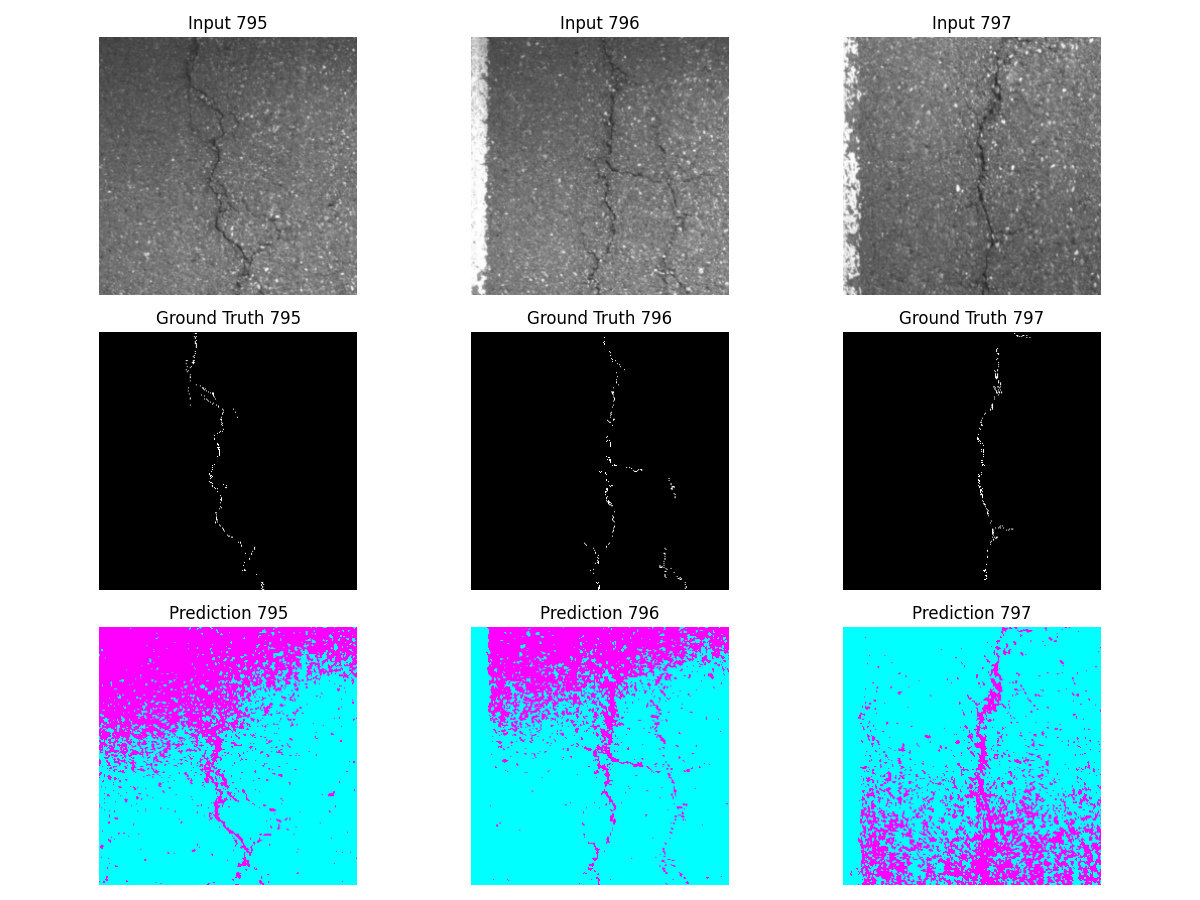 Input 795
Input 796
Input 797
Ground Truth 795
Ground Truth 796
Ground Truth 797
Prediction 795
Prediction 796
Prediction 797